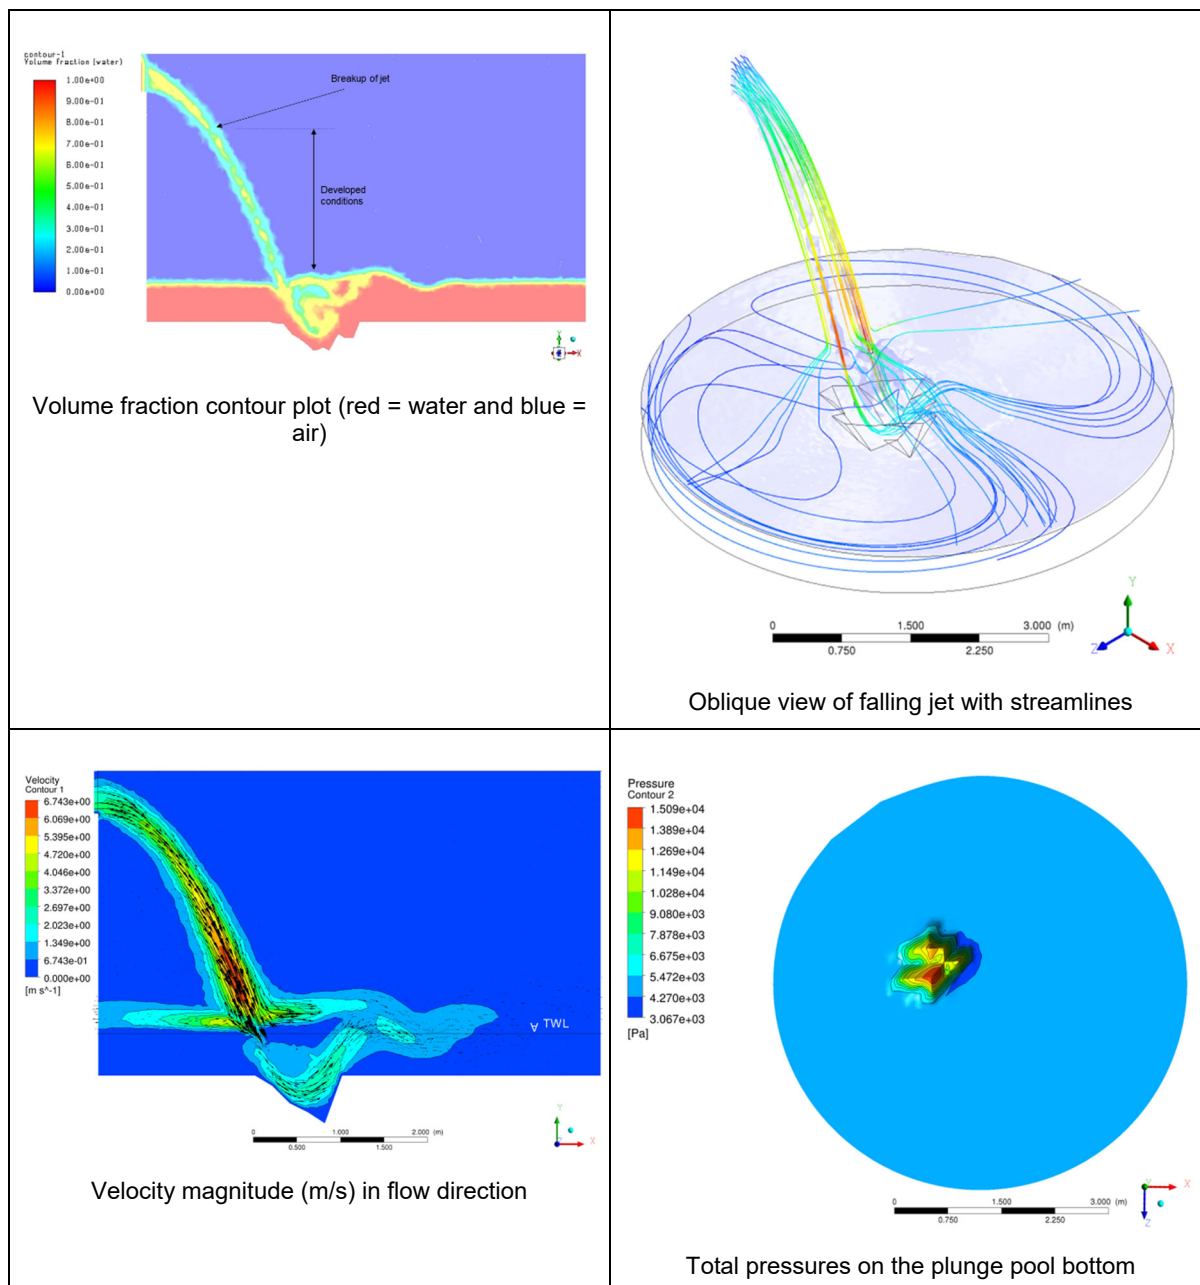 contour-1
Volume fraction (water)
1.00e+00
9.00e-01
8.00e-01
7.00e-01
6.00e-01
5.00e-01
4.00e-01
3.00e-01
2.00e-01
1.00e-01
0.00e+00
Breakup of jet
Developed
conditions
Y
X
Volume fraction contour plot (red = water and blue =
air)
0 1.500 3.000 (m)
0.750 2.250
Y
Z X
Oblique view of falling jet with streamlines
Velocity
Contour 1
6.743e+00
6.069e+00
5.395e+00
4.720e+00
4.046e+00
3.372e+00
2.697e+00
2.023e+00
1.349e+00
6.743e-01
0.000e+00
[m s^-1]
TWL
0 1.000 2.000 (m)
0.500 1.500
Y
X
Velocity magnitude (m/s) in flow direction
Pressure
Contour 2
1.509e+04
1.389e+04
1.269e+04
1.149e+04
1.028e+04
9.080e+03
7.878e+03
6.675e+03
5.472e+03
4.270e+03
3.067e+03
[Pa]
0 1.500 3.000 (m)
0.750 2.250
X
Z
Total pressures on the plunge pool bottom